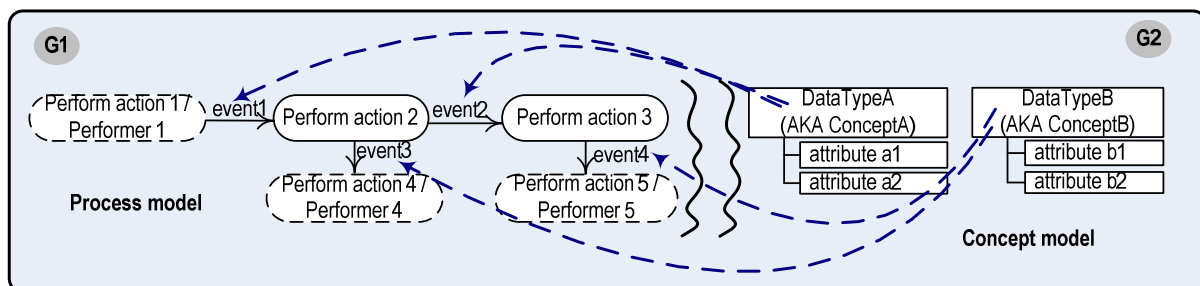 G1
G2
event1
event2
Perform action 1 /
Performer 1
Perform action 2
Perform action 3
DataTypeA
(AKA ConceptA)
DataTypeB
(AKA ConceptB)
event3
event4
attribute a1
attribute a2
attribute b1
attribute b2
Perform action 4 /
Performer 4
Perform action 5 /
Performer 5
Process model
Concept model